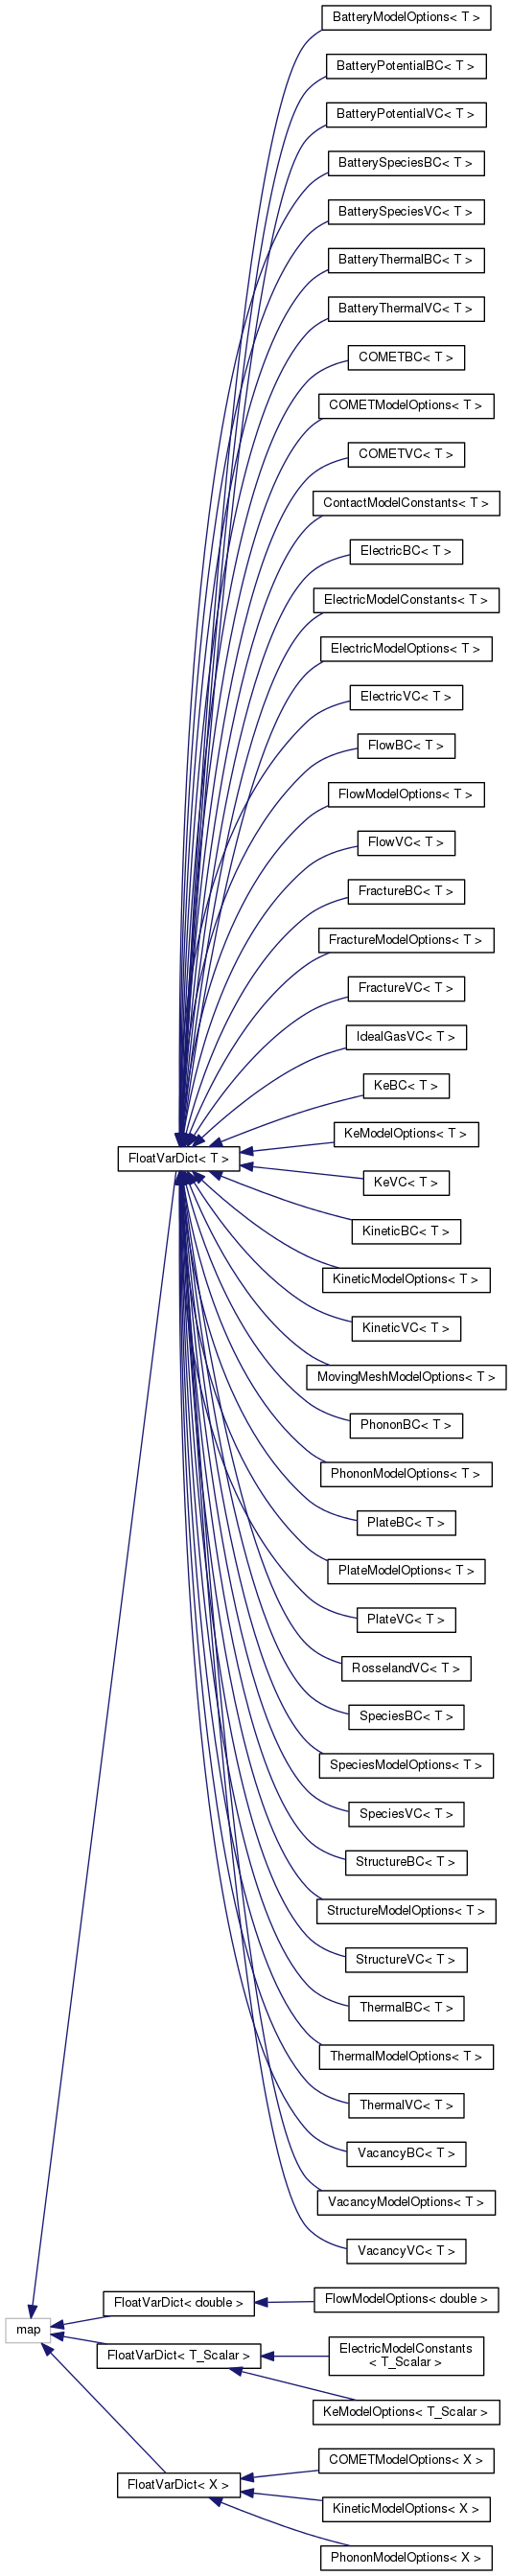 BatteryModelOptions< T >
BatteryPotentialBC< T >
BatteryPotentialVC< T >
BatterySpeciesBC< T >
BatterySpeciesVC< T >
BatteryThermalBC< T >
BatteryThermalVC< T >
COMETBC< T >
COMETModelOptions< T >
COMETVC< T >
ContactModelConstants< T >
ElectricBC< T >
ElectricModelConstants< T >
ElectricModelOptions< T >
ElectricVC< T >
FlowBC< T >
FlowModelOptions< T >
FlowVC< T >
FractureBC< T >
FractureModelOptions< T >
FractureVC< T >
IdealGasVC< T >
KeBC< T >
KeModelOptions< T >
FloatVarDict< T >
KeVC< T >
KineticBC< T >
KineticModelOptions< T >
KineticVC< T >
MovingMeshModelOptions< T >
PhononBC< T >
PhononModelOptions< T >
PlateBC< T >
PlateModelOptions< T >
PlateVC< T >
RosselandVC< T >
SpeciesBC< T >
SpeciesModelOptions< T >
SpeciesVC< T >
StructureBC< T >
StructureModelOptions< T >
StructureVC< T >
ThermalBC< T >
ThermalModelOptions< T >
ThermalVC< T >
VacancyBC< T >
VacancyModelOptions< T >
VacancyVC< T >
FloatVarDict< double >
FlowModelOptions< double >
map
FloatVarDict< T_Scalar >
ElectricModelConstants
< T_Scalar >
KeModelOptions< T_Scalar >
FloatVarDict< X >
COMETModelOptions< X >
KineticModelOptions< X >
PhononModelOptions< X >